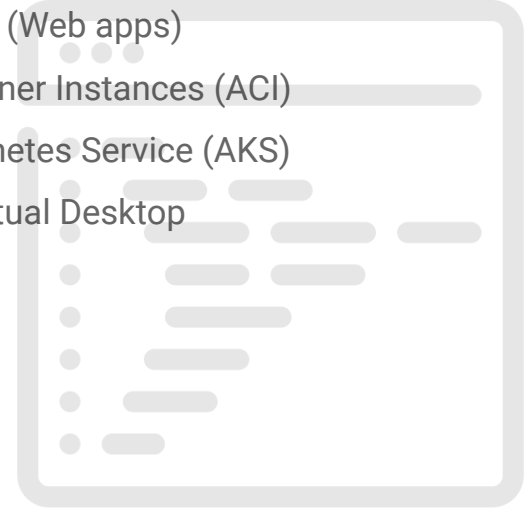 (Web apps)
ner Instances (ACI)
netes Service (AKS)
tual Desktop